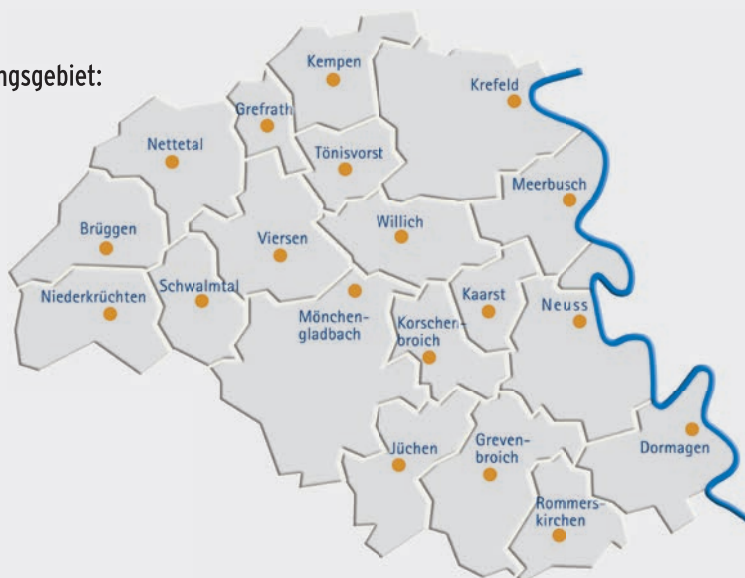 ngsgebiet:
Kempen
Krefeld
Grefrath
Nettetal
Tönisvorst
Meerbusch
Brüggen
Viersen
Willich
Niederkrüchten
Schwalmtal
Mönchen-
gladbach
Korschen-
broich
Kaarst
Neuss
Jüchen
Greven-
broich
Dormagen
Rommers-
kirchen